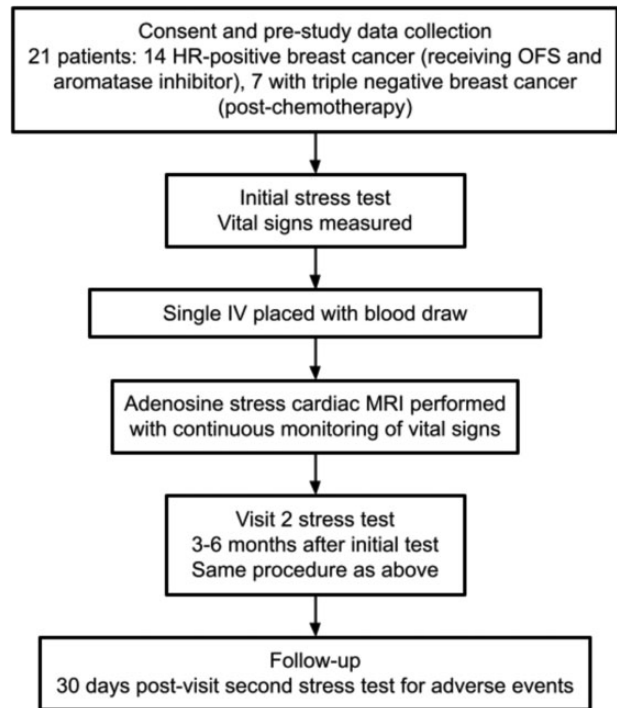 Consent and pre-study data collection
21 patients: 14 HR-positive breast cancer (receiving OFS and
aromatase inhibitor), 7 with triple negative breast cancer
(post-chemotherapy)
Initial stress test
Vital signs measured
Single IV placed with blood draw
Adenosine stress cardiac MRI performed
with continuous monitoring of vital signs
Visit 2 stress test
3-6 months after initial test
Same procedure as above
Follow-up
30 days post-visit second stress test for adverse events